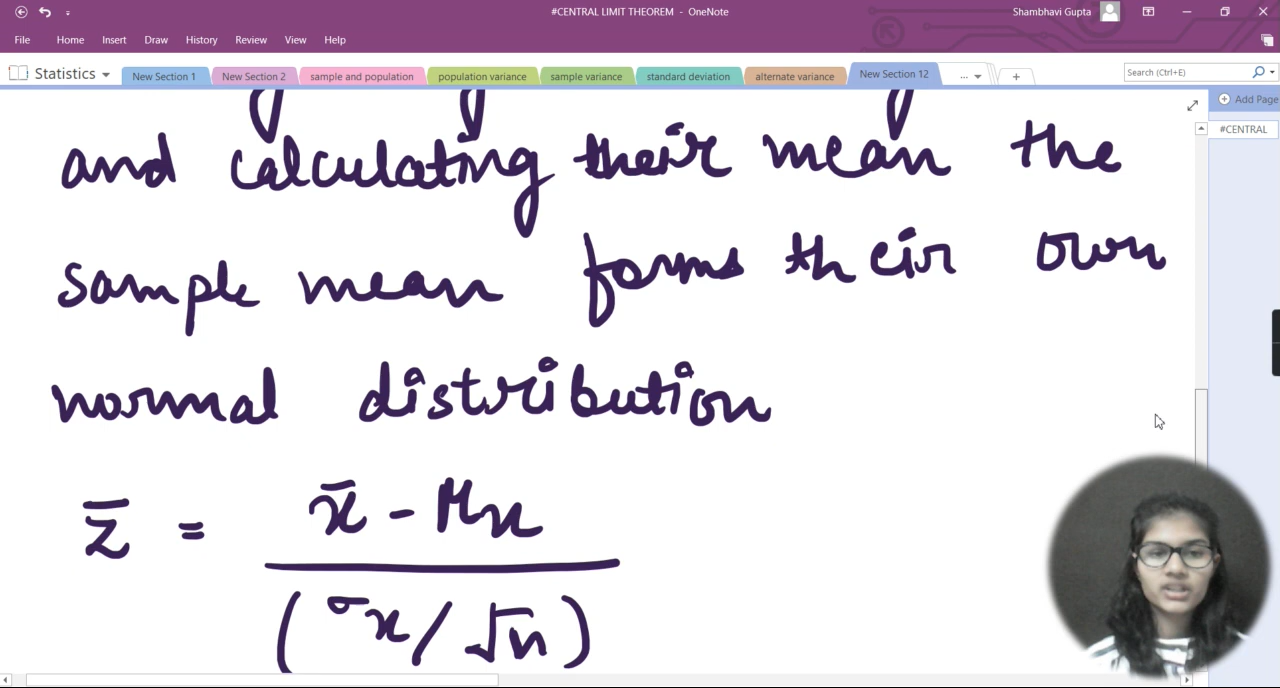 #CENTRAL LIMIT THEOREM - OneNote
Shambhavi Gupta
File Home Insert Draw History Review View Help
Statistics
New Section 1
New Section 2
sample and population
population variance
sample variance
standard deviation
alternate variance
New Section 12
...
+
Search (Ctrl+E)
Add Page
#CENTRAL
and calculating their mean the
sample mean forms their own
normal distribution
z̄ = x̄ - μx
(σx/√n)